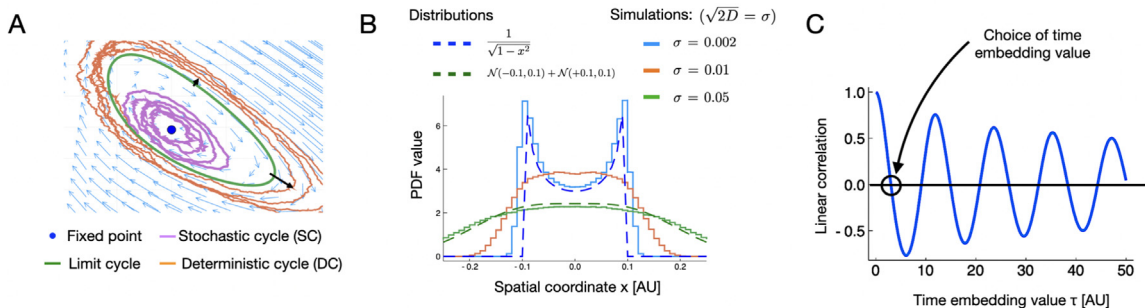 A
Fixed point
Stochastic cycle (SC)
Limit cycle
Deterministic cycle (DC)
B
Distributions
Simulations: (√2D = σ)
1/√(1 − x²)
𝒩(−0.1, 0.1) + 𝒩(+0.1, 0.1)
σ = 0.002
σ = 0.01
σ = 0.05
PDF value
6
4
2
0
- 0.2
- 0.1
0.0
0.1
0.2
Spatial coordinate x [AU]
C
Choice of time
embedding value
Linear correlation
1.0
0.5
0.0
- 0.5
0
10
20
30
40
50
Time embedding value τ [AU]